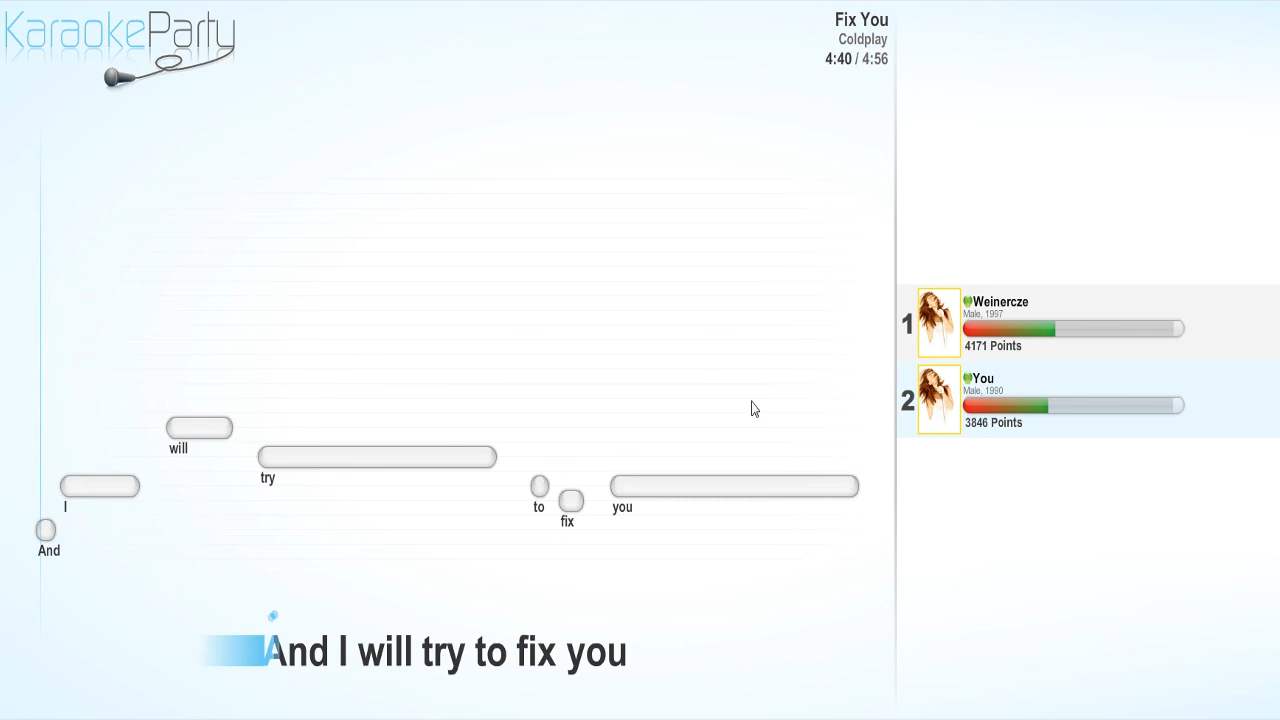 KaraokeParty
Fix You
Coldplay
4:40 / 4:56
1
Weinercze
Male, 1997
4171 Points
2
You
Male, 1990
3846 Points
will
try
I
to
you
fix
And
And I will try to fix you